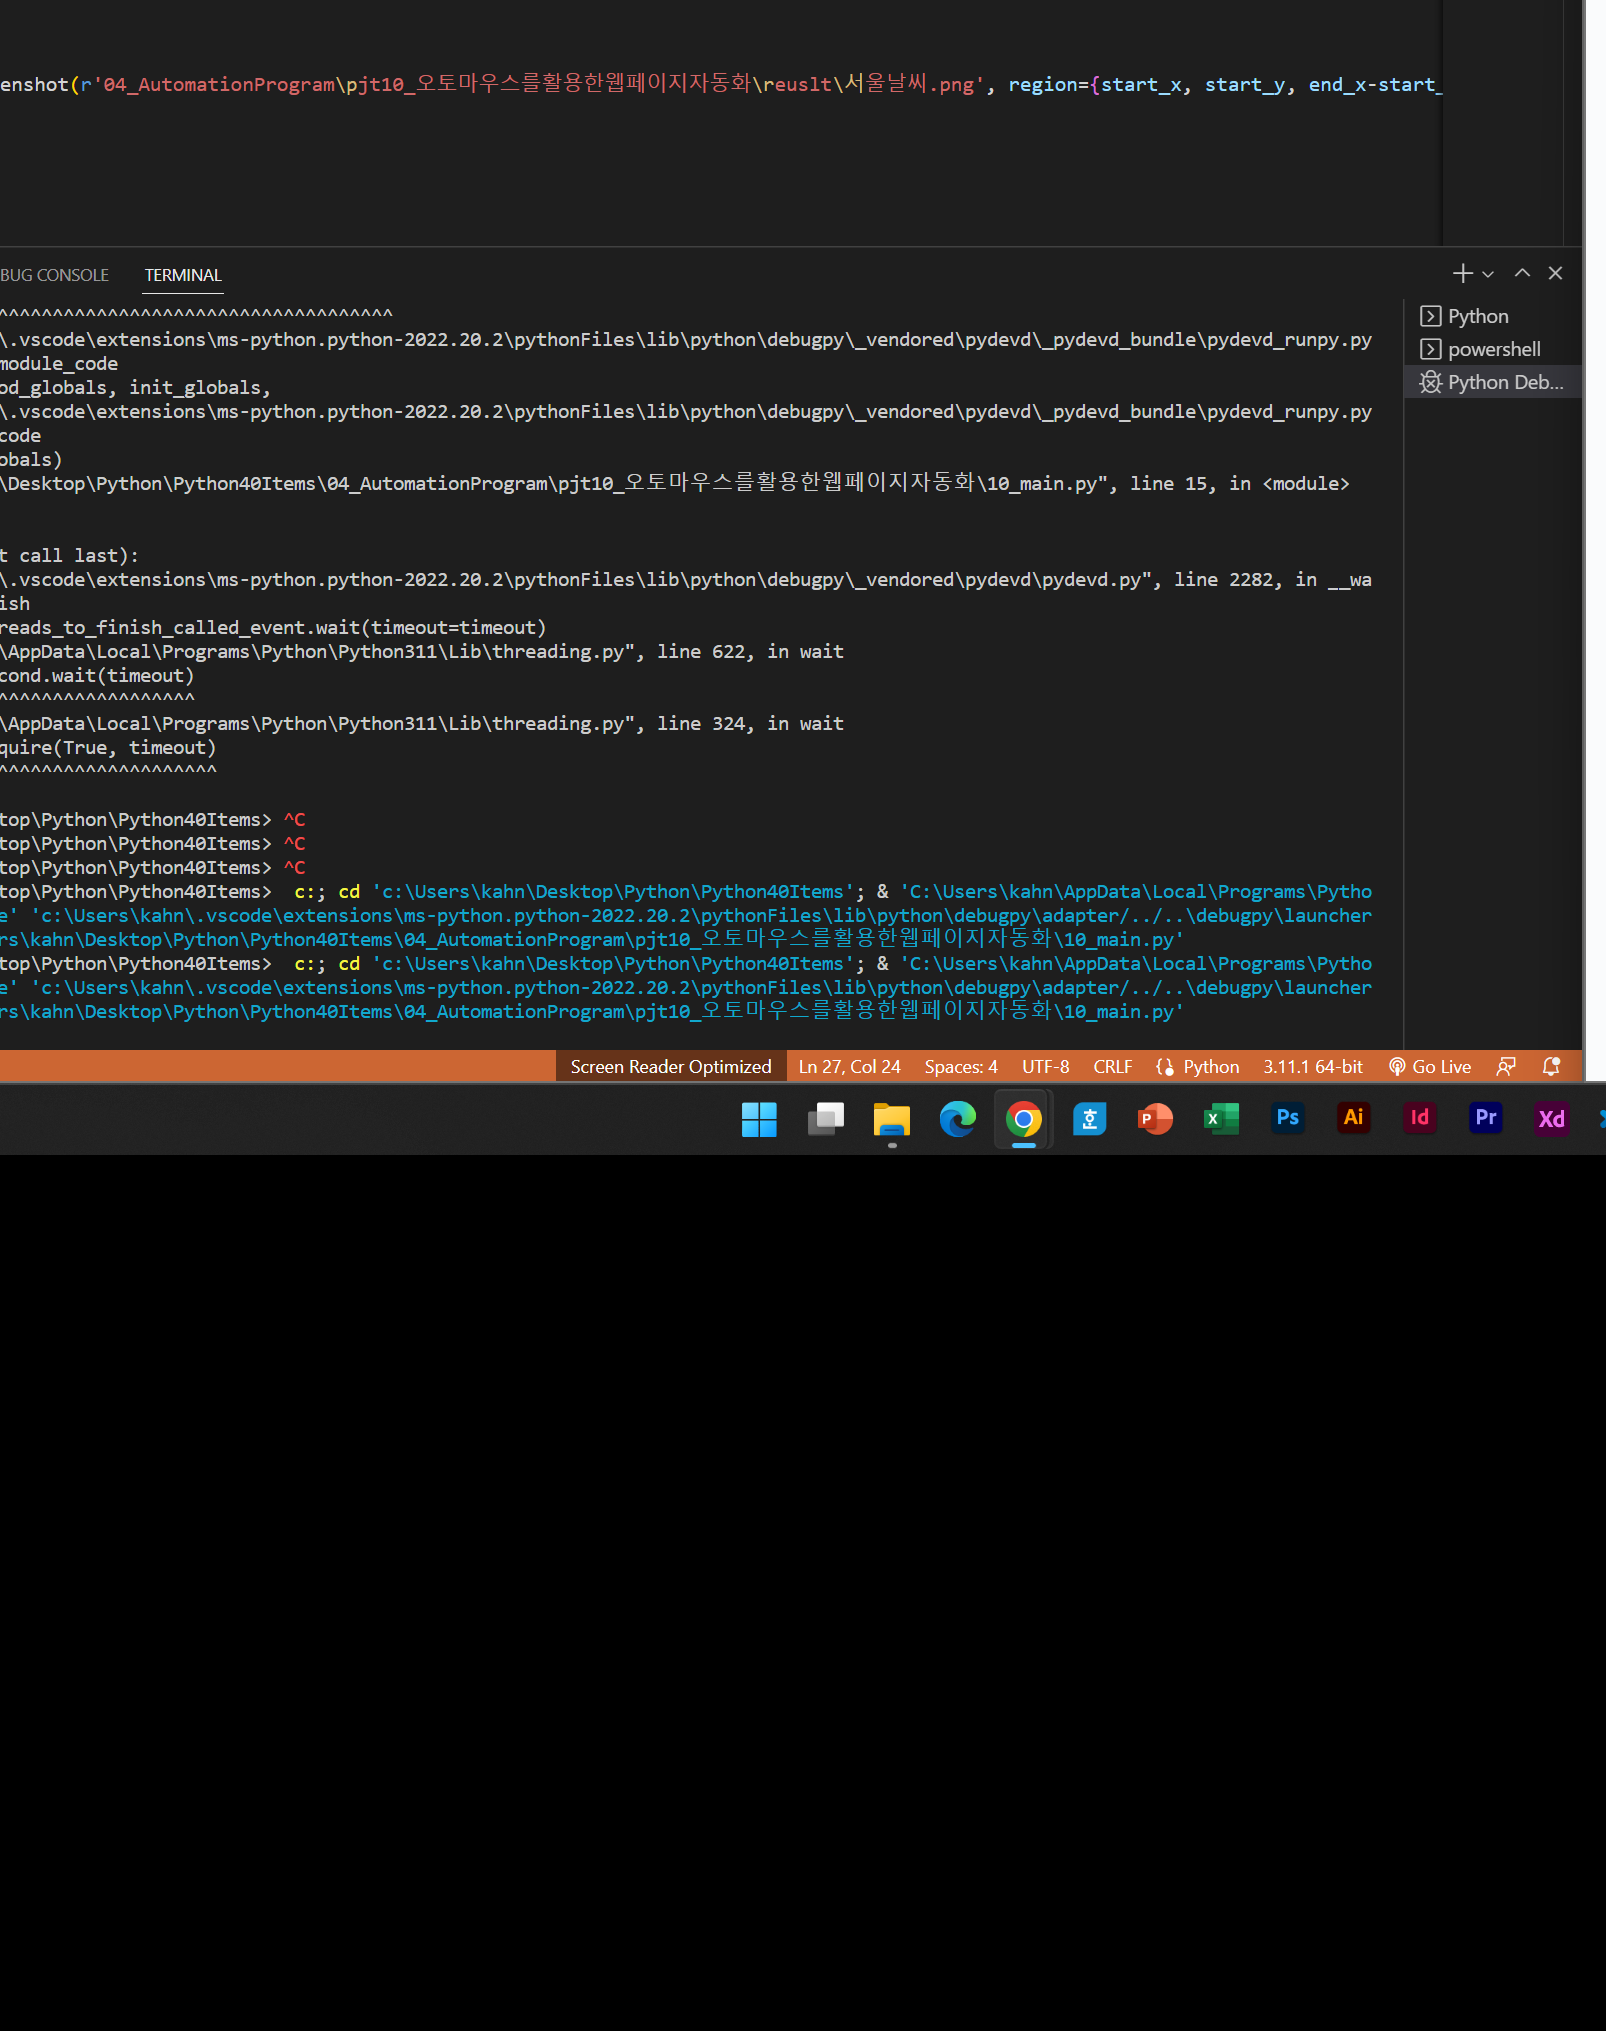 enshot(r'04_AutomationProgram\pjt10_오토마우스를활용한웹페이지자동화\reuslt\서울날씨.png', region={start_x, start_y, end_x-start_
BUG CONSOLE TERMINAL
^^^^^^^^^^^^^^^^^^^^^^^^^^^^^^^^^^^^
\.vscode\extensions\ms-python.python-2022.20.2\pythonFiles\lib\python\debugpy\_vendored\pydevd\_pydevd_bundle\pydevd_runpy.py
module_code
od_globals, init_globals,
\.vscode\extensions\ms-python.python-2022.20.2\pythonFiles\lib\python\debugpy\_vendored\pydevd\_pydevd_bundle\pydevd_runpy.py
code
obals)
\Desktop\Python\Python40Items\04_AutomationProgram\pjt10_오토마우스를활용한웹페이지자동화\10_main.py", line 15, in <module>
t call last):
\.vscode\extensions\ms-python.python-2022.20.2\pythonFiles\lib\python\debugpy\_vendored\pydevd\pydevd.py", line 2282, in __wa
ish
reads_to_finish_called_event.wait(timeout=timeout)
\AppData\Local\Programs\Python\Python311\Lib\threading.py", line 622, in wait
cond.wait(timeout)
^^^^^^^^^^^^^^^^^^
\AppData\Local\Programs\Python\Python311\Lib\threading.py", line 324, in wait
quire(True, timeout)
^^^^^^^^^^^^^^^^^^^^
top\Python\Python40Items> ^C
top\Python\Python40Items> ^C
top\Python\Python40Items> ^C
top\Python\Python40Items>  c:; cd 'c:\Users\kahn\Desktop\Python\Python40Items'; & 'C:\Users\kahn\AppData\Local\Programs\Pytho
e' 'c:\Users\kahn\.vscode\extensions\ms-python.python-2022.20.2\pythonFiles\lib\python\debugpy\adapter/../..\debugpy\launcher
rs\kahn\Desktop\Python\Python40Items\04_AutomationProgram\pjt10_오토마우스를활용한웹페이지자동화\10_main.py'
top\Python\Python40Items>  c:; cd 'c:\Users\kahn\Desktop\Python\Python40Items'; & 'C:\Users\kahn\AppData\Local\Programs\Pytho
e' 'c:\Users\kahn\.vscode\extensions\ms-python.python-2022.20.2\pythonFiles\lib\python\debugpy\adapter/../..\debugpy\launcher
rs\kahn\Desktop\Python\Python40Items\04_AutomationProgram\pjt10_오토마우스를활용한웹페이지자동화\10_main.py'
Python
powershell
Python Deb...
Screen Reader Optimized Ln 27, Col 24 Spaces: 4 UTF-8 CRLF Python 3.11.1 64-bit Go Live
P X Ps Ai Id Pr Xd